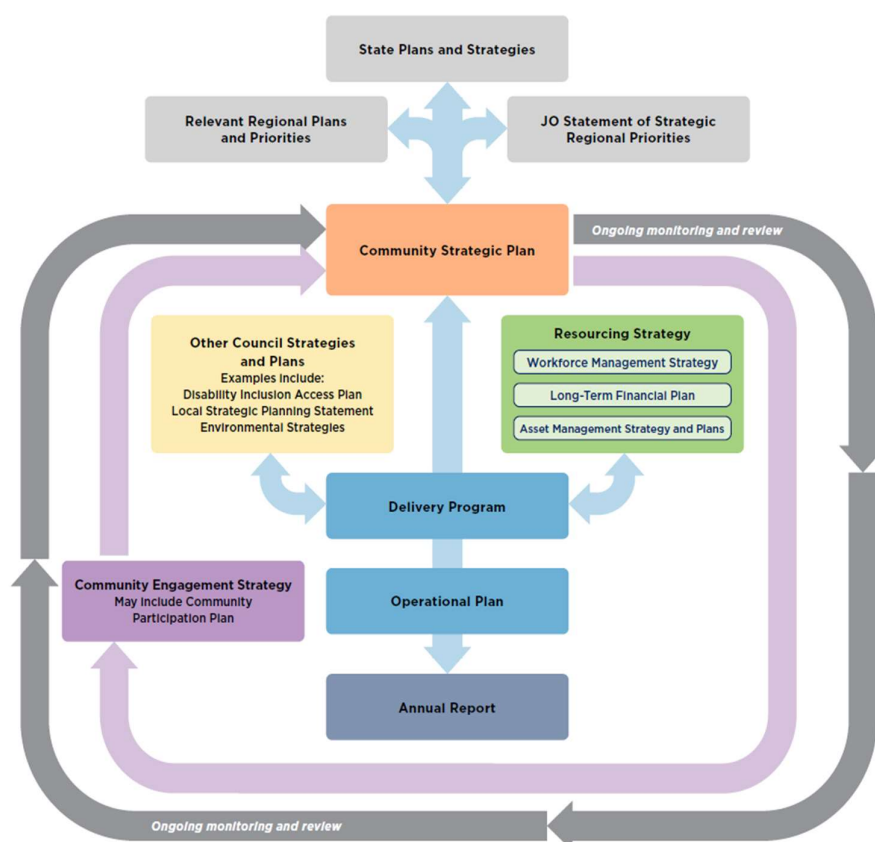 State Plans and Strategies
Relevant Regional Plans
and Priorities
JO Statement of Strategic
Regional Priorities
Community Strategic Plan
Ongoing monitoring and review
Other Council Strategies
and Plans
Examples include:
Disability Inclusion Access Plan
Local Strategic Planning Statement
Environmental Strategies
Resourcing Strategy
Workforce Management Strategy
Long-Term Financial Plan
Asset Management Strategy and Plans
Delivery Program
Community Engagement Strategy
May include Community
Participation Plan
Operational Plan
Annual Report
Ongoing monitoring and review